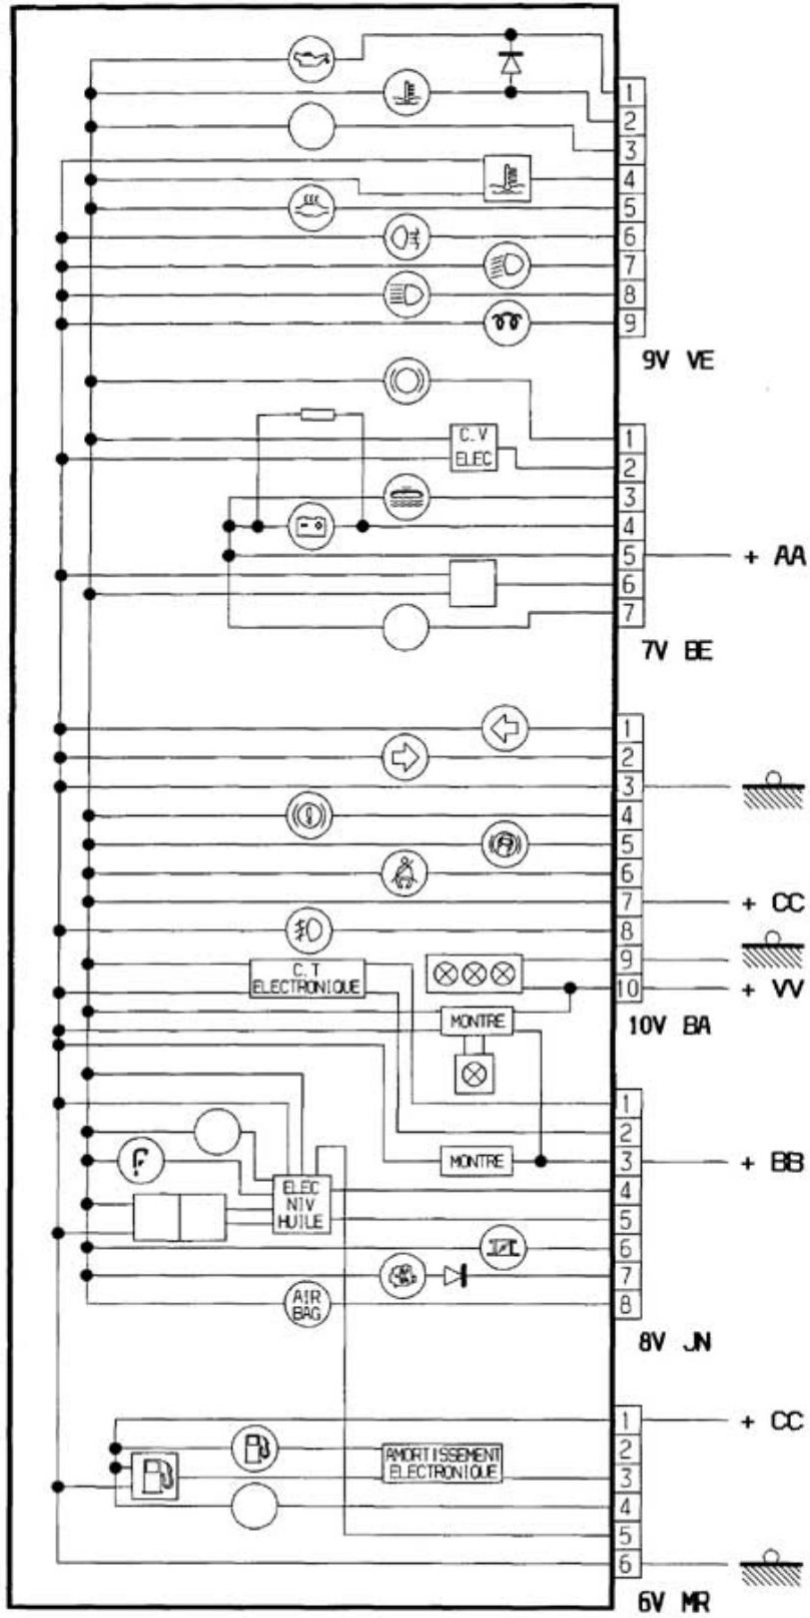 1
2
3
4
5
6
7
8
9
9V VE
C.V
ELEC
1
2
3
4
5
6
7
+ AA
7V BE
1
2
3
4
5
6
7
8
9
10
+ CC
+ VV
C.T
ELECTRONIQUE
MONTRE
10V BA
1
2
3
4
5
6
7
8
MONTRE
+ BB
ELEC
NIV
HUILE
AIR
BAG
8V JN
1
2
3
4
5
6
+ CC
AMORTISSEMENT
ELECTRONIQUE
6V MR